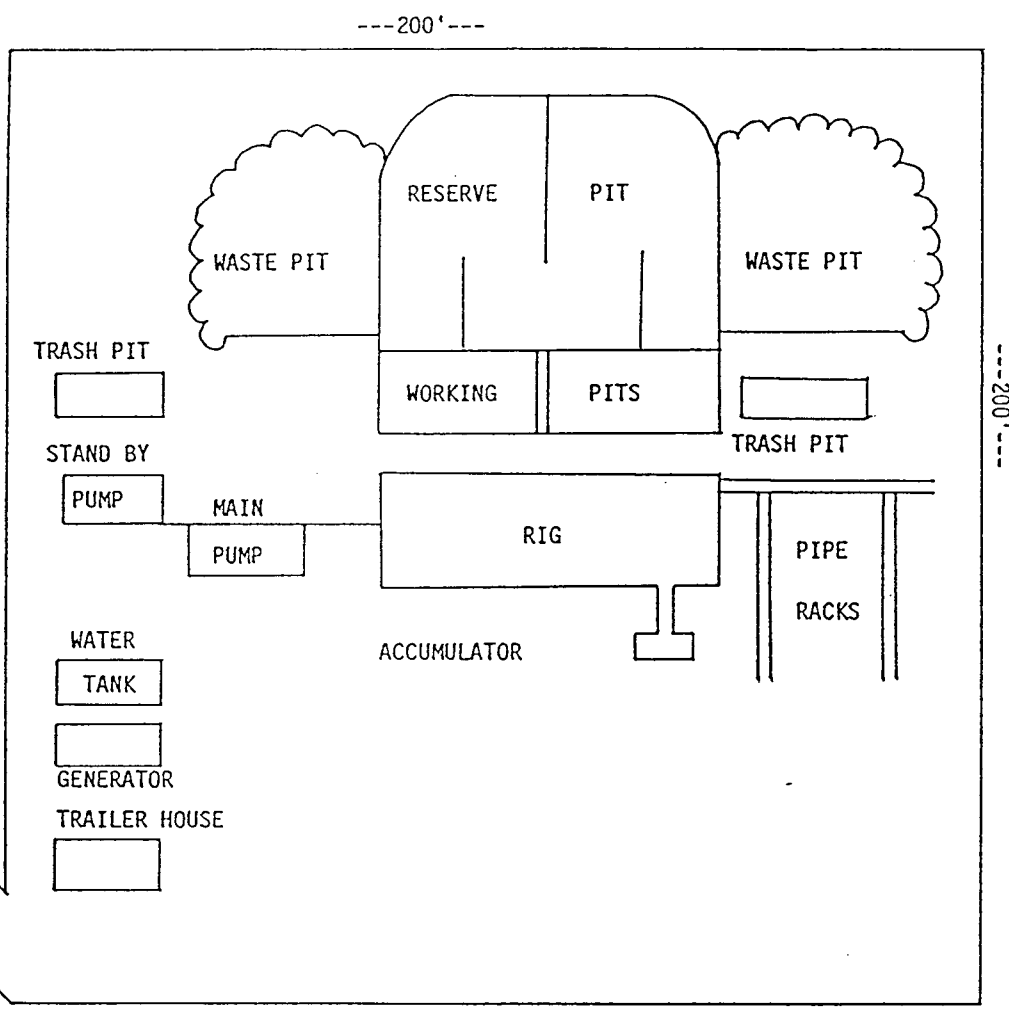 ---200'---
RESERVE PIT
WASTE PIT
WASTE PIT
---200'---
TRASH PIT
WORKING PITS
TRASH PIT
STAND BY
PUMP
MAIN
PUMP
RIG
PIPE
RACKS
WATER
TANK
ACCUMULATOR
GENERATOR
TRAILER HOUSE